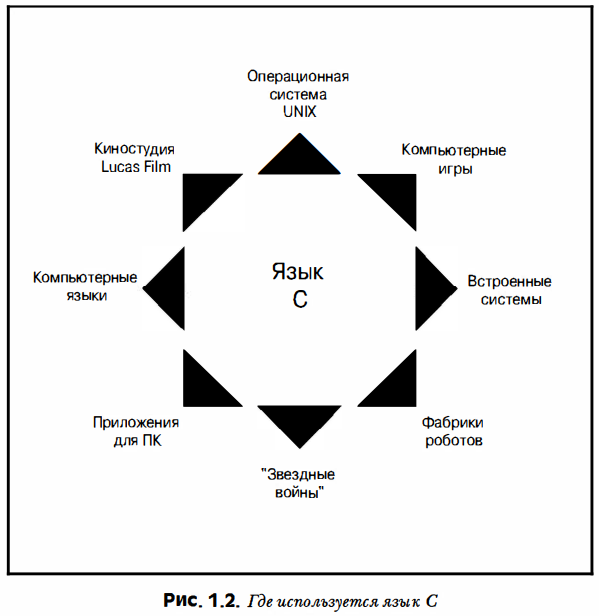 Операционная
система
UNIX
Киностудия
Lucas Film
Компьютерные
игры
Компьютерные
языки
Язык
C
Встроенные
системы
Приложения
для ПК
Фабрики
роботов
"Звездные
войны"
Рис. 1.2. Где используется язык С